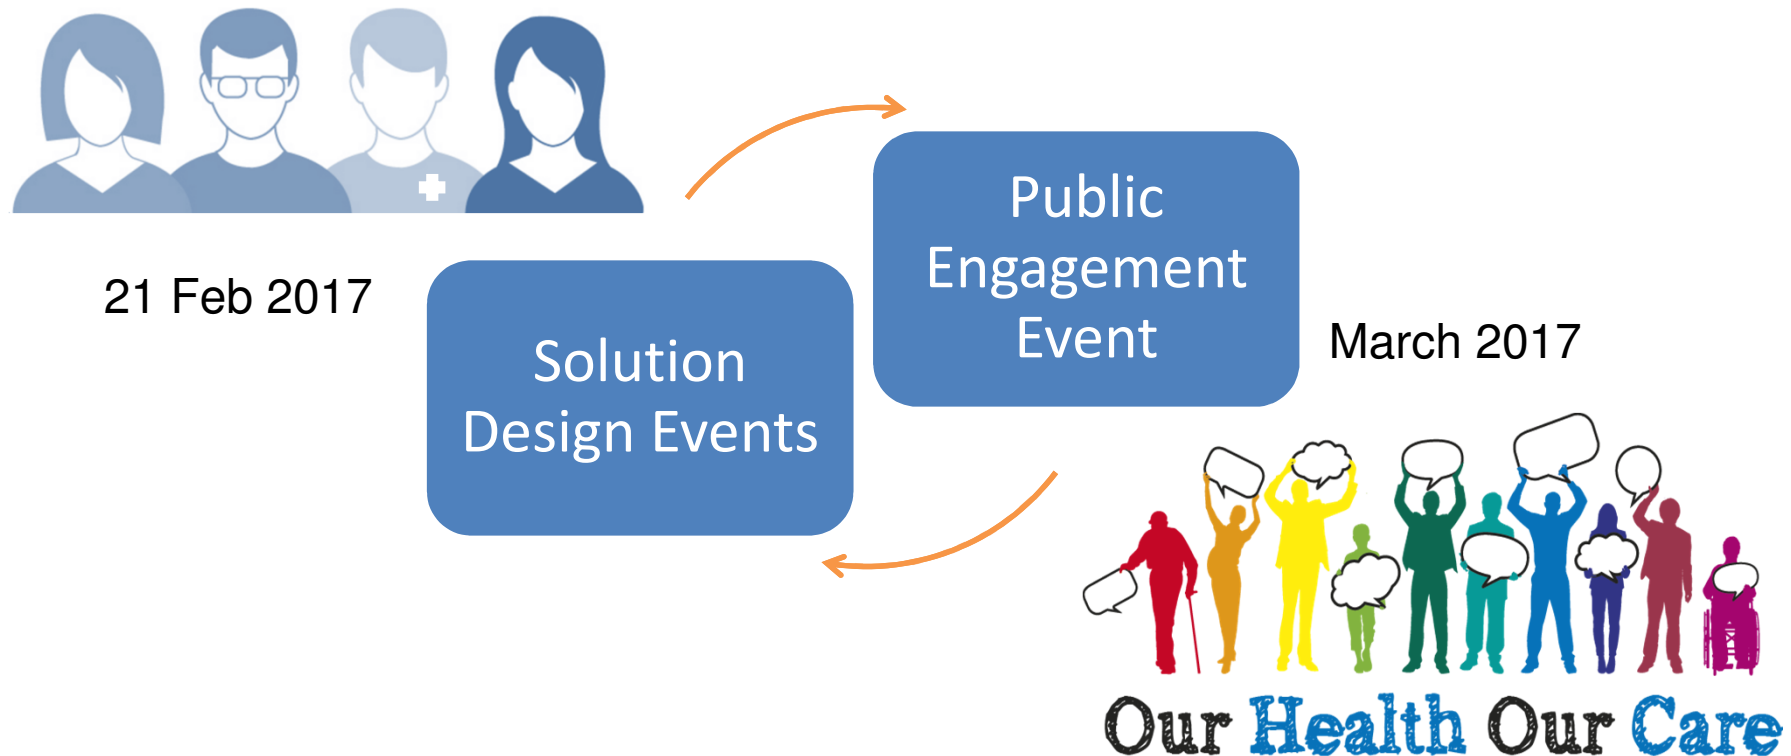 21 Feb 2017
Solution
Design Events
Public
Engagement
Event
March 2017
Our Health Our Care